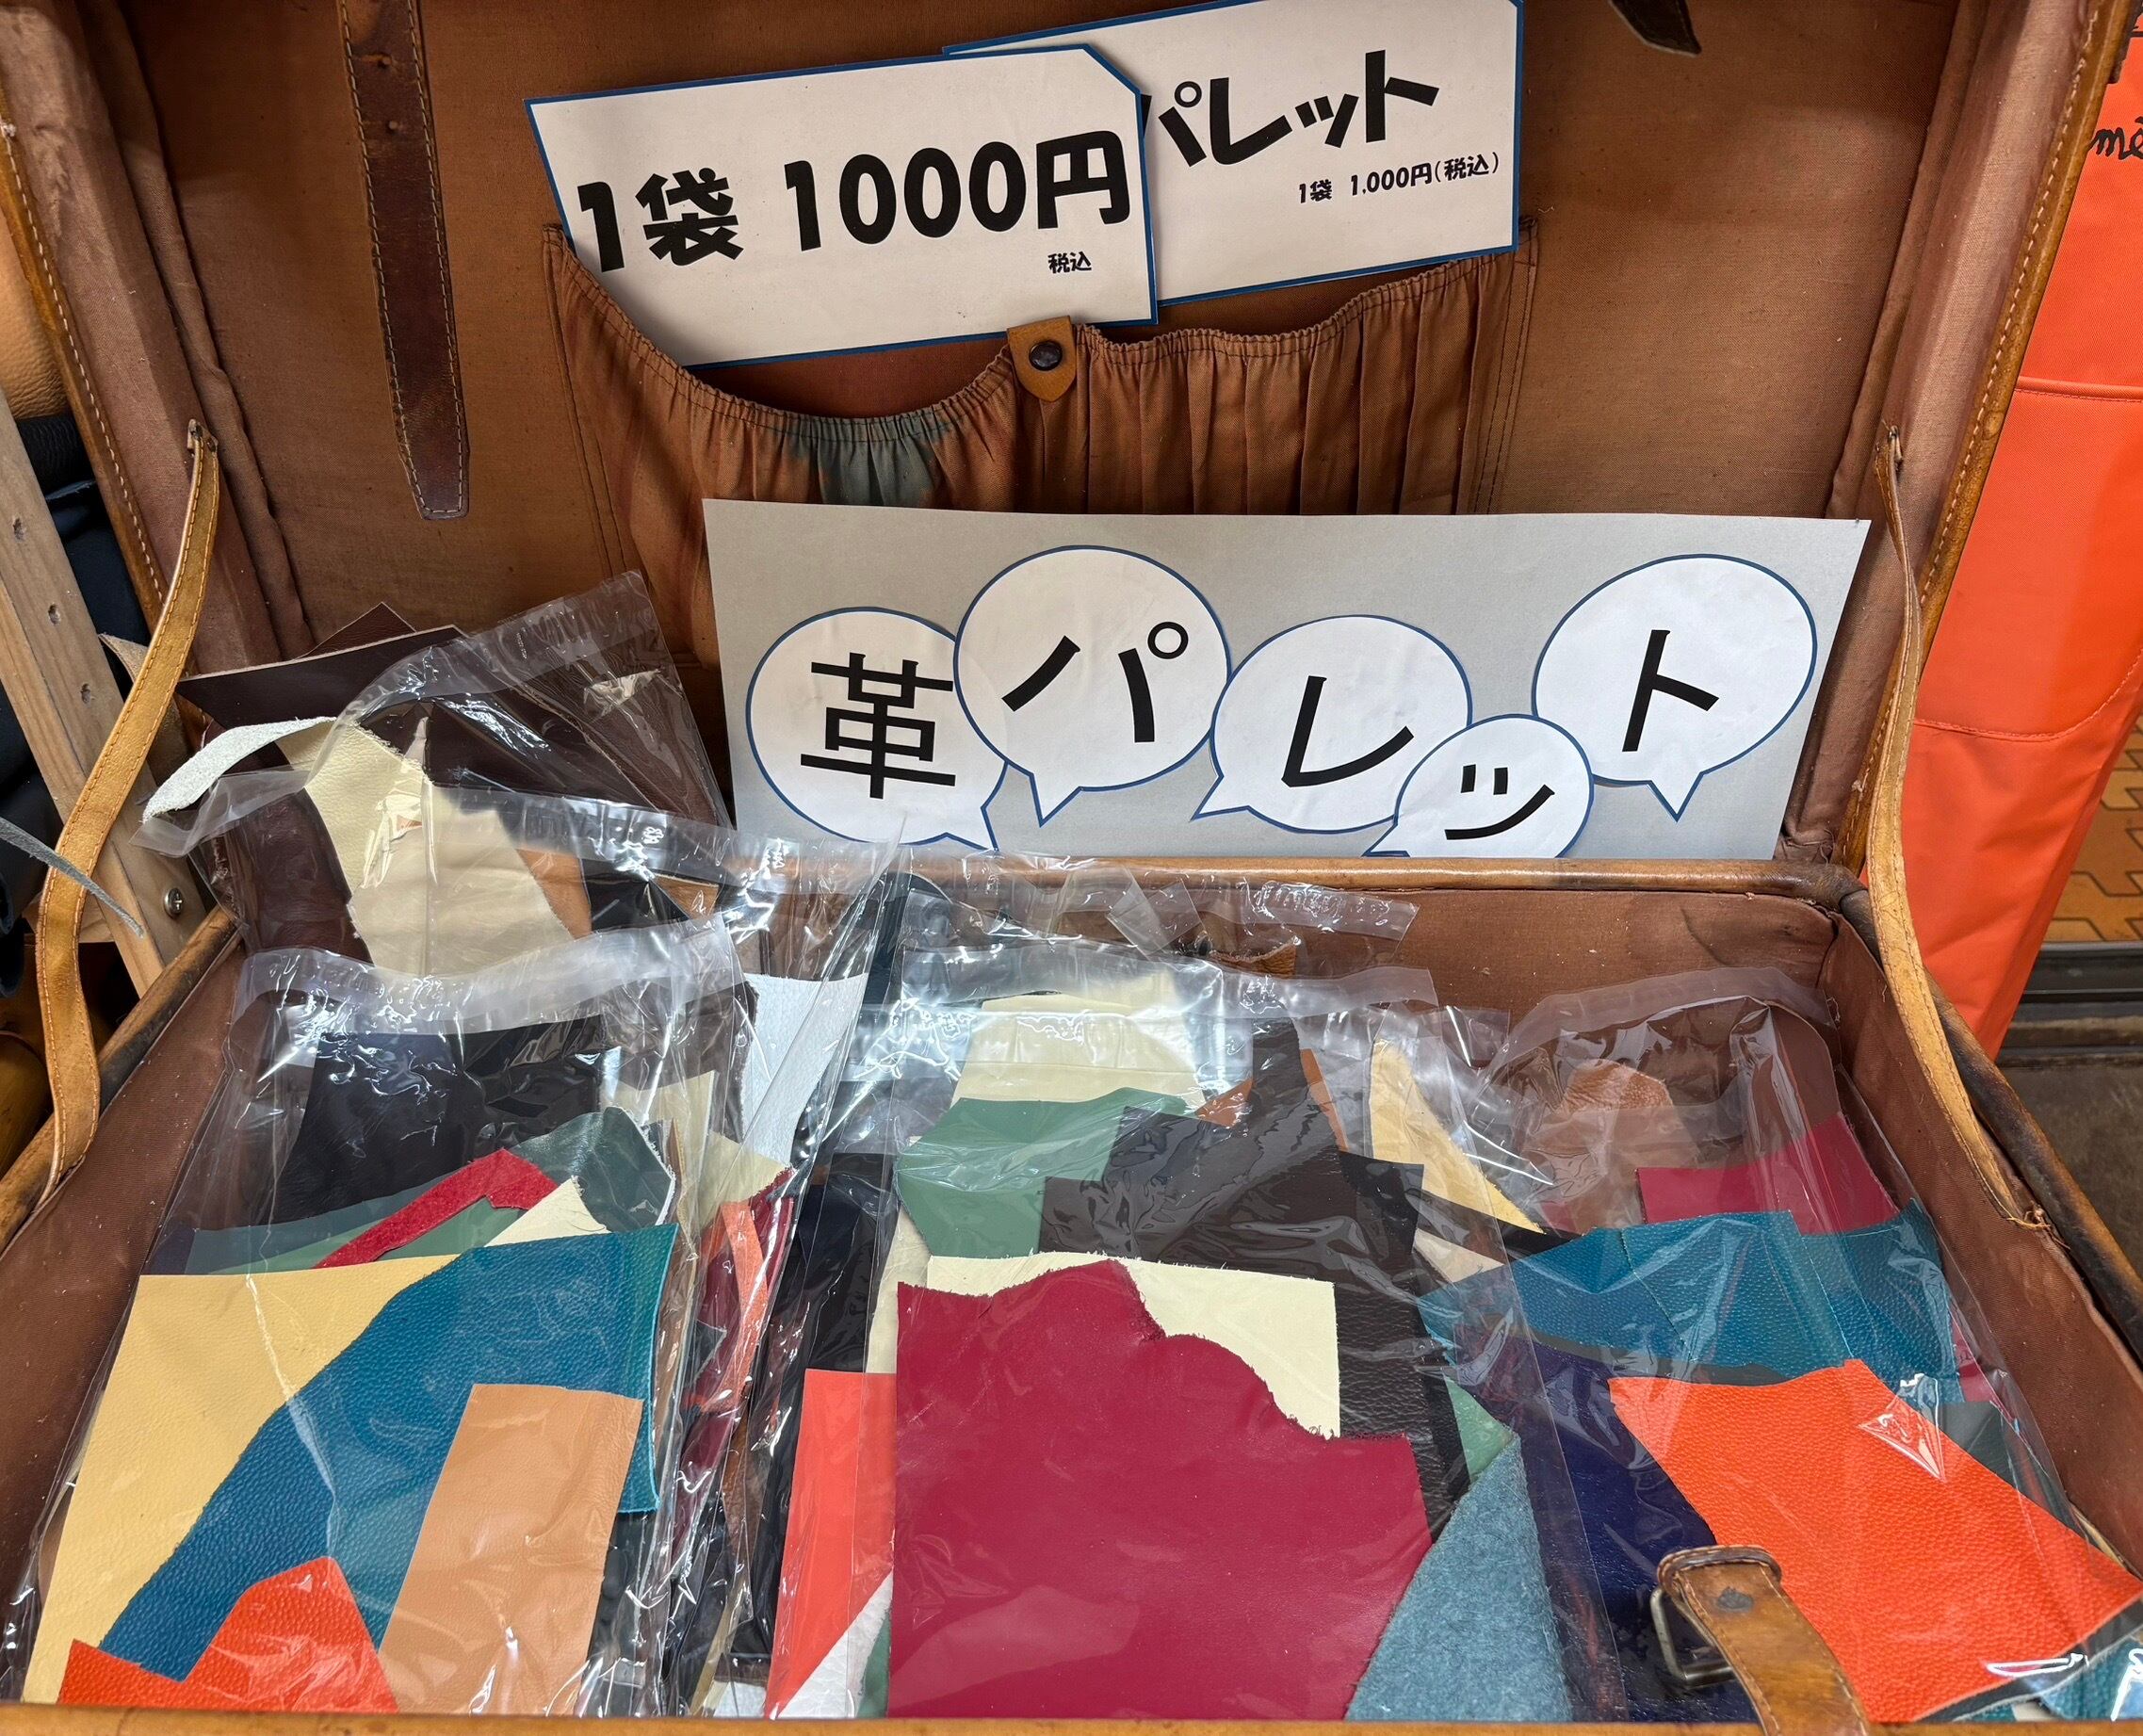 パレット
1袋 1,000円(税込)
1袋 1000円
税込
革パレット